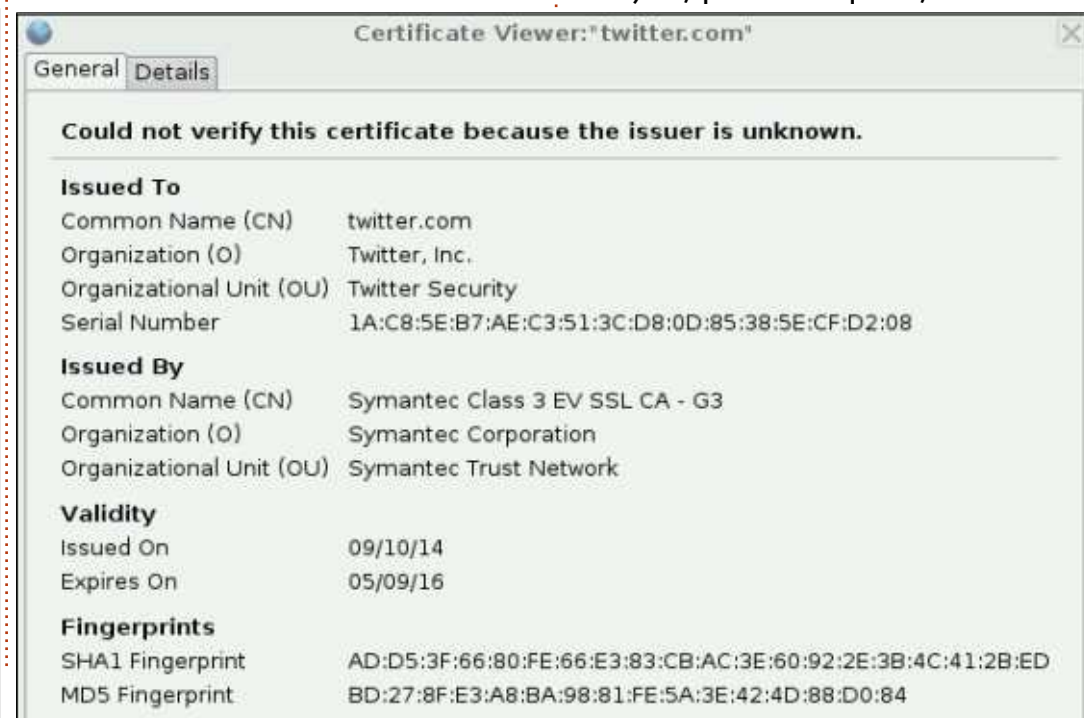 Certificate Viewer:"twitter.com"
General Details
Could not verify this certificate because the issuer is unknown.
Issued To
Common Name (CN) twitter.com
Organization (O) Twitter, Inc.
Organizational Unit (OU) Twitter Security
Serial Number 1A:C8:5E:B7:AE:C3:51:3C:D8:0D:85:38:5E:CF:D2:08
Issued By
Common Name (CN) Symantec Class 3 EV SSL CA - G3
Organization (O) Symantec Corporation
Organizational Unit (OU) Symantec Trust Network
Validity
Issued On 09/10/14
Expires On 05/09/16
Fingerprints
SHA1 Fingerprint AD:D5:3F:66:80:FE:66:E3:83:CB:AC:3E:60:92:2E:3B:4C:41:2B:ED
MD5 Fingerprint BD:27:8F:E3:A8:BA:98:81:FE:5A:3E:42:4D:88:D0:84